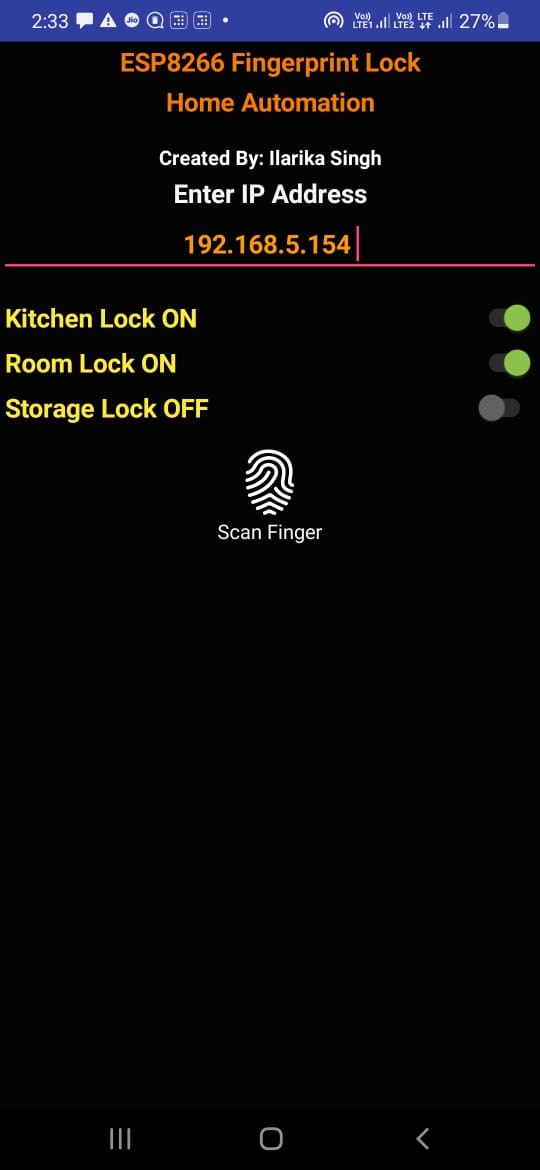 2:33 Jio Vo) LTE1 Vo) LTE2 LTE 27%
ESP8266 Fingerprint Lock
Home Automation
Created By: Ilarika Singh
Enter IP Address
192.168.5.154
Kitchen Lock ON
Room Lock ON
Storage Lock OFF
Scan Finger